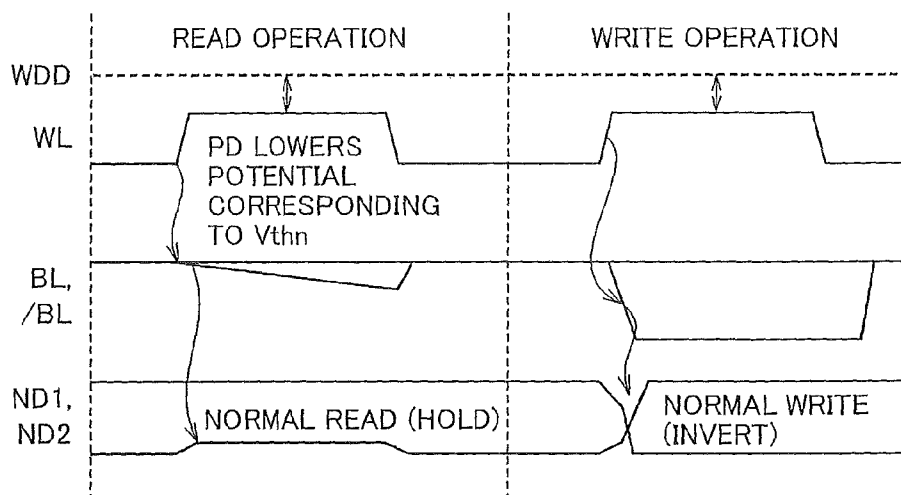 READ OPERATION
WRITE OPERATION
WDD
WL
PD LOWERS
POTENTIAL
CORRESPONDING
TO Vthn
BL,
/BL
ND1,
ND2
NORMAL READ (HOLD)
NORMAL WRITE
(INVERT)